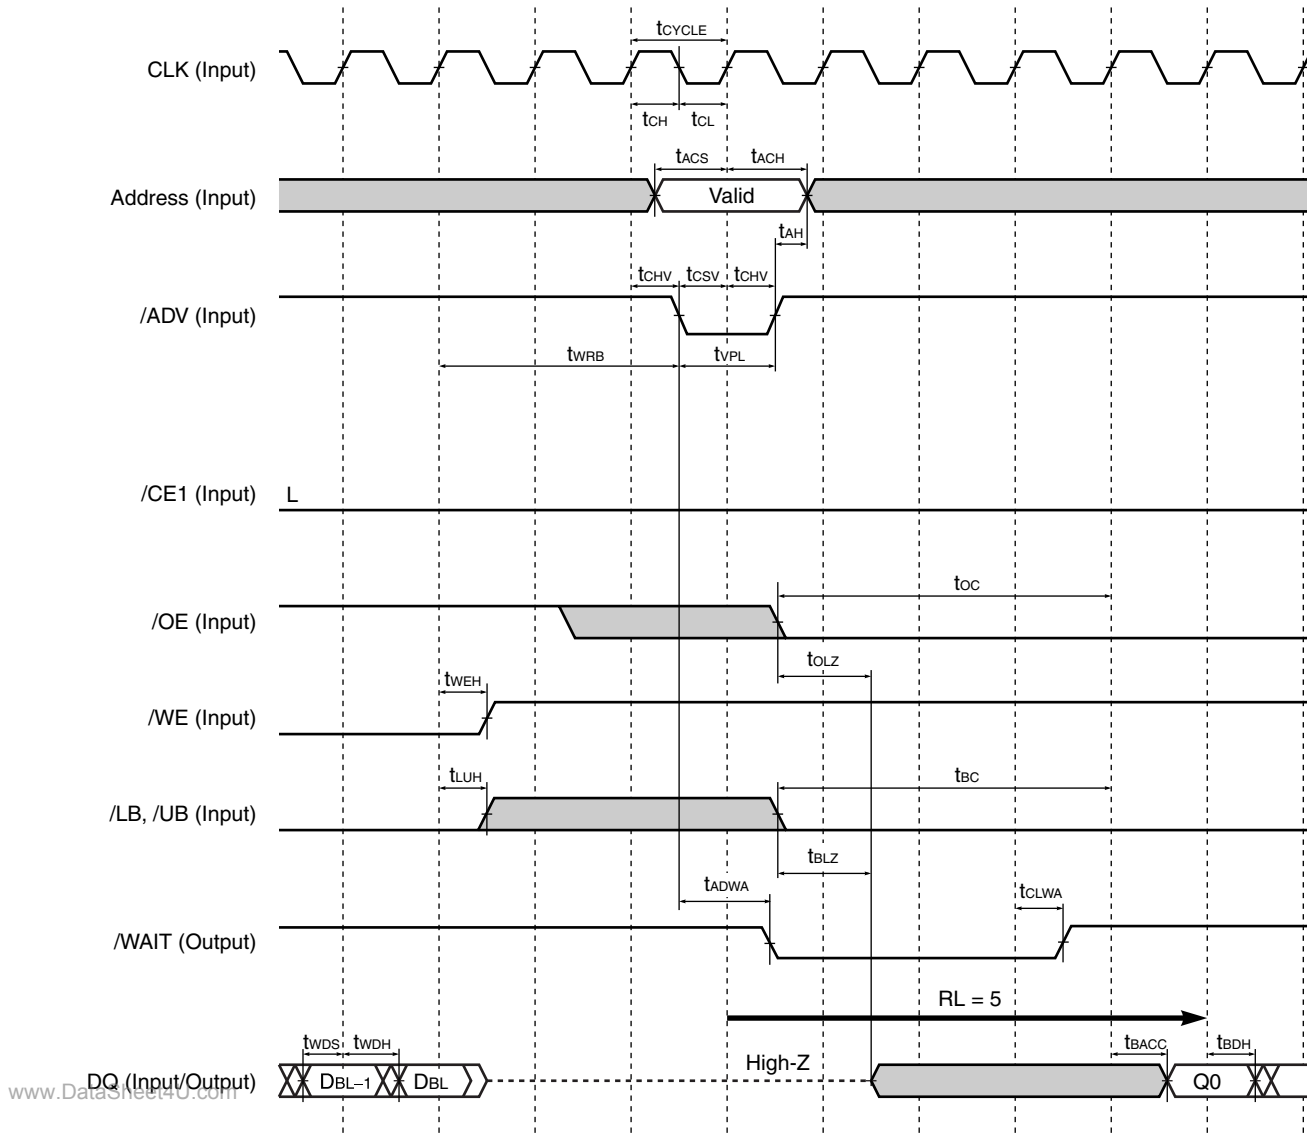 tCYCLE
CLK (Input)
tCH tCL
tACS tACH
Address (Input) Valid
tAH
tCHV tCSV tCHV
/ADV (Input)
tWRB tVPL
/CE1 (Input) L
tOC
/OE (Input)
tOLZ
tWEH
/WE (Input)
tLUH tBC
/LB, /UB (Input)
tBLZ
tADWA tCLWA
/WAIT (Output)
RL = 5
tWDS tWDH tBACC tBDH
High-Z
DQ (Input/Output) DBL–1 DBL Q0
www.DataSheet4U.com